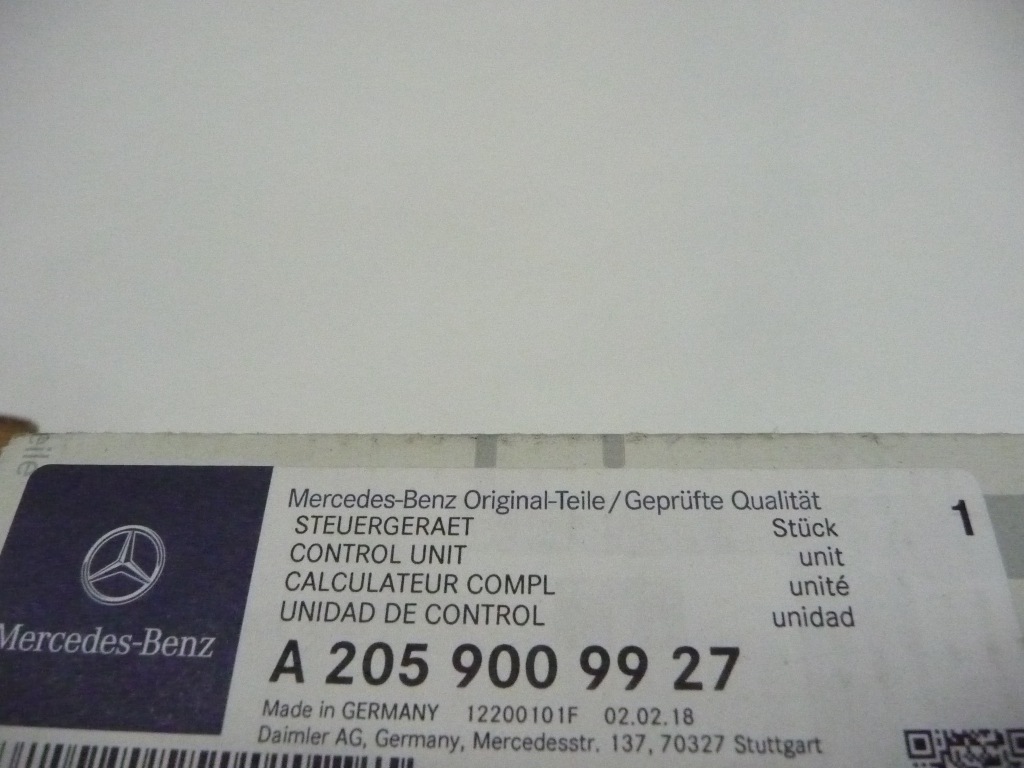 eile
Mercedes-Benz
Mercedes-Benz Original-Teile/Geprüfte Qualität 1
STEUERGERAET Stück
CONTROL UNIT unit
CALCULATEUR COMPL unité
UNIDAD DE CONTROL unidad
A 205 900 99 27
Made in GERMANY 12200101F 02.02.18
Daimler AG, Germany, Mercedesstr. 137, 70327 Stuttgart